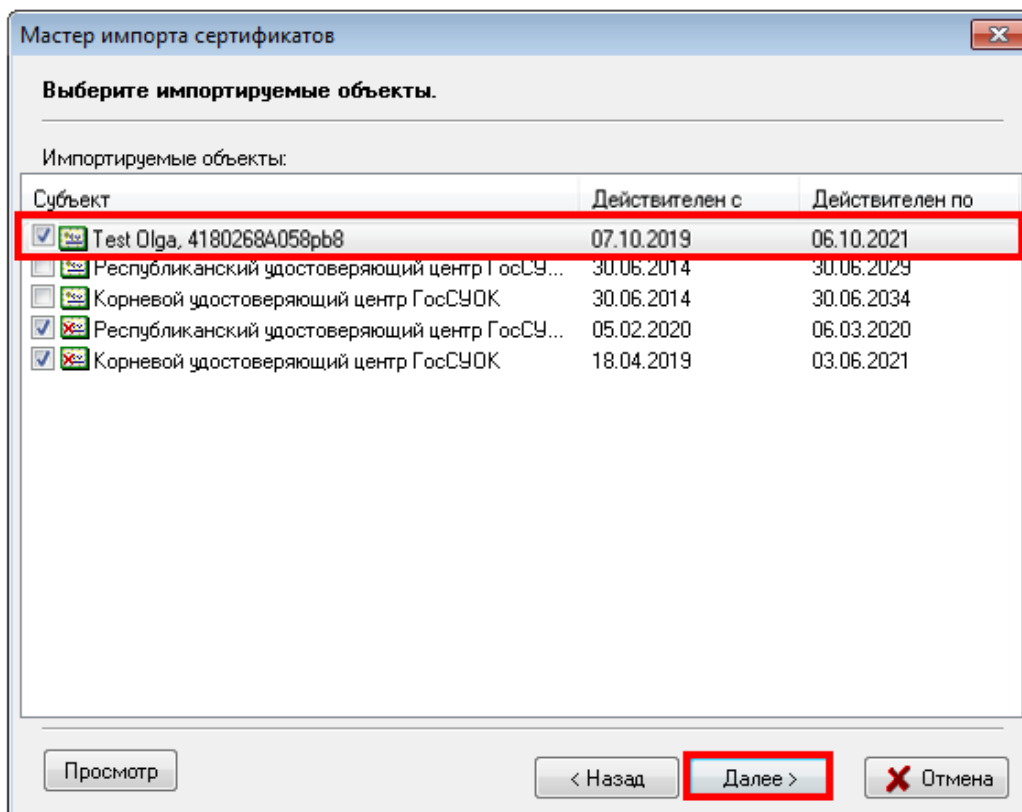 Мастер импорта сертификатов
Выберите импортируемые объекты.
Импортируемые объекты:
Субъект Действителен с Действителен по
Test Olga, 4180268A058pb8 07.10.2019 06.10.2021
Республиканский удостоверяющий центр ГосСУ... 30.06.2014 30.06.2029
Корневой удостоверяющий центр ГосСУОК 30.06.2014 30.06.2034
Республиканский удостоверяющий центр ГосСУ... 05.02.2020 06.03.2020
Корневой удостоверяющий центр ГосСУОК 18.04.2019 03.06.2021
Просмотр < Назад Далее > Отмена